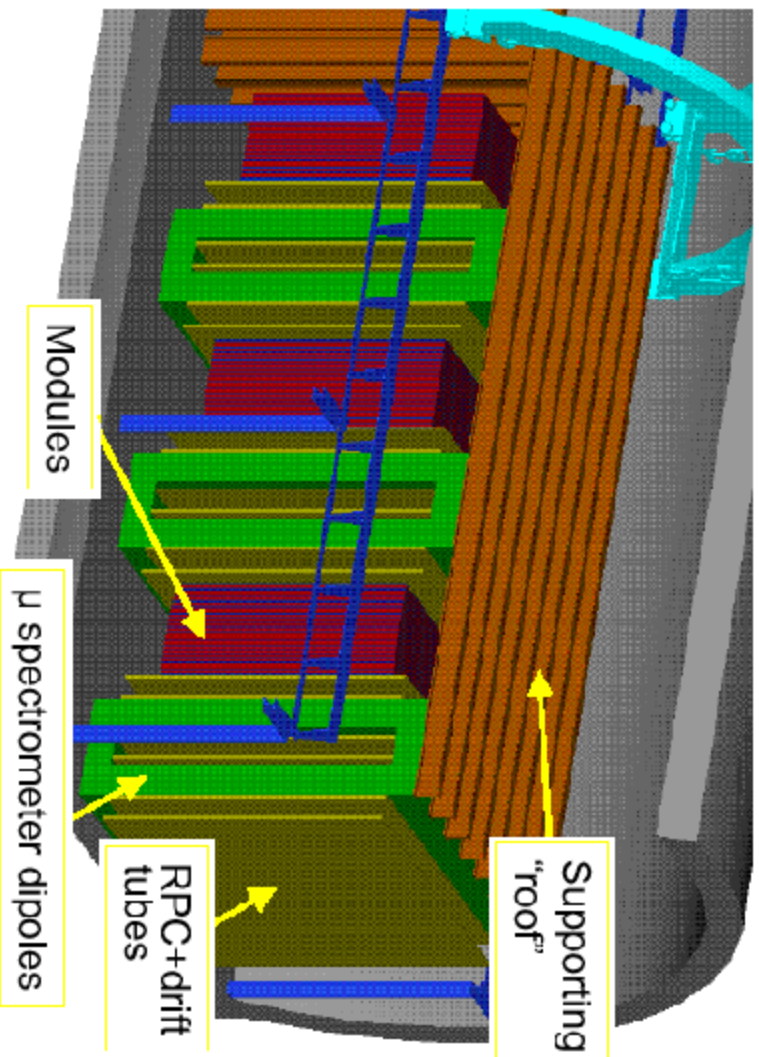 Supporting
“roof”
RPC+drift
tubes
Modules
μ spectrometer dipoles